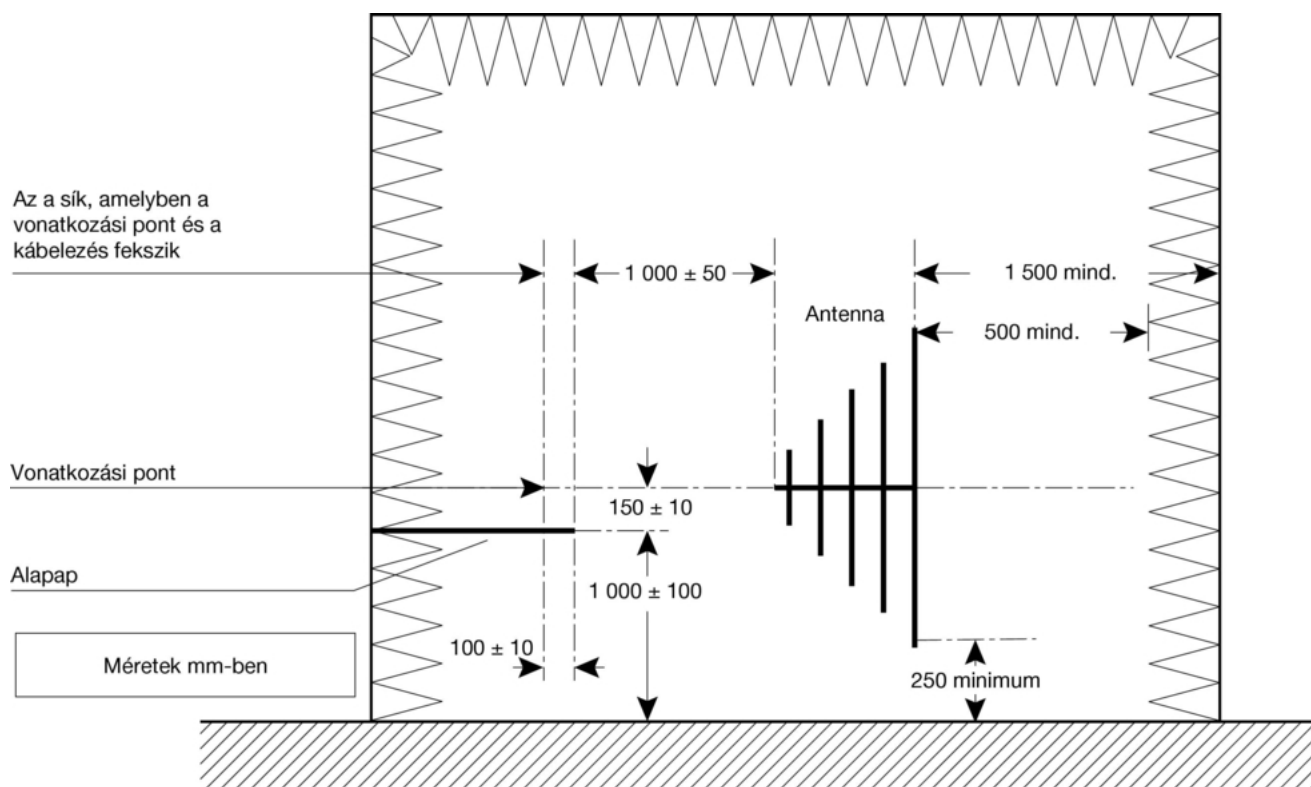 Az a sík, amelyben a
vonatkozási pont és a
kábelezés fekszik
1 000 ± 50
1 500 mind.
Antenna
500 mind.
Vonatkozási pont
150 ± 10
Alapap
1 000 ± 100
100 ± 10
Méretek mm-ben
250 minimum